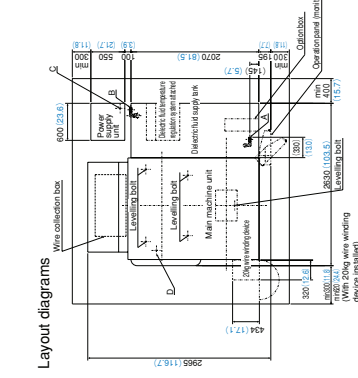 Layout diagrams
Wire collection box
600 (23.6)
C
B
Power
supply
unit
Dielectric fluid temperature
equation system attached
Dielectric fluid supply tank
Option box
Operation panel (monit
Levelling bolt
Levelling bolt
Main machine unit
A
D
20kg wire winding device
Levelling bolt
min
300
(11.8)
550
(21.7)
100
(3.9)
2070
(81.5)
195
(7.7)
min
300
(11.8)
(145)
(5.7)
min
400
(15.7)
(330)
(13.0)
2630 (103.5)
320 (12.6)
434 (17.1)
2965 (116.7)
(With 20kg wire winding
device installed)